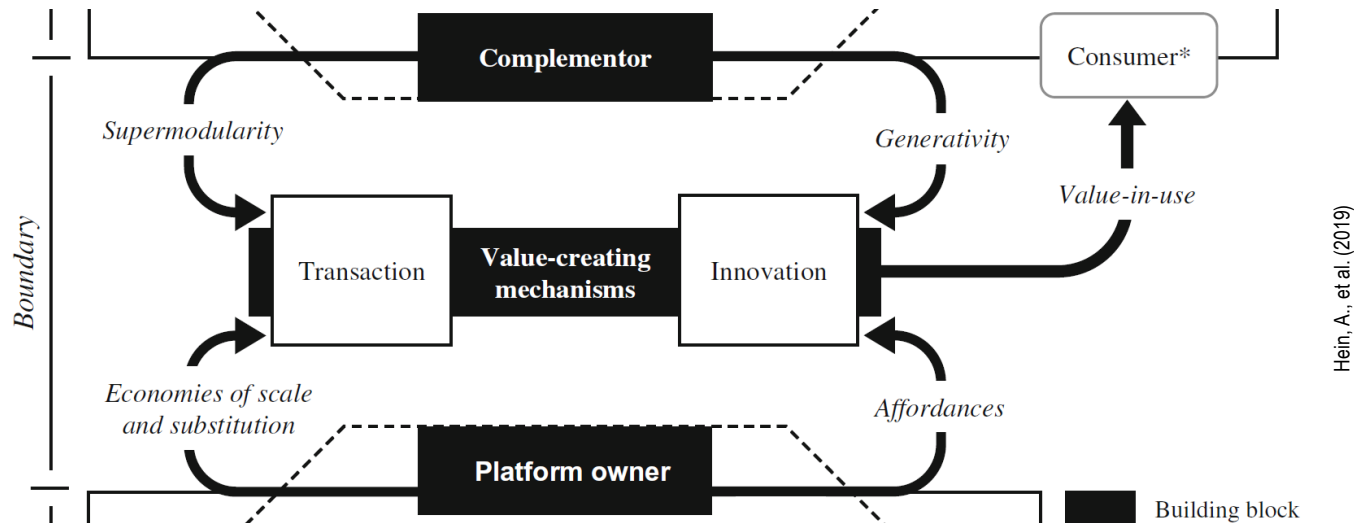 Complementor
Consumer*
Supermodularity
Generativity
Value-in-use
Boundary
Transaction
Value-creating
mechanisms
Innovation
Economies of scale
and substitution
Affordances
Platform owner
Building block
Hein, A., et al. (2019)